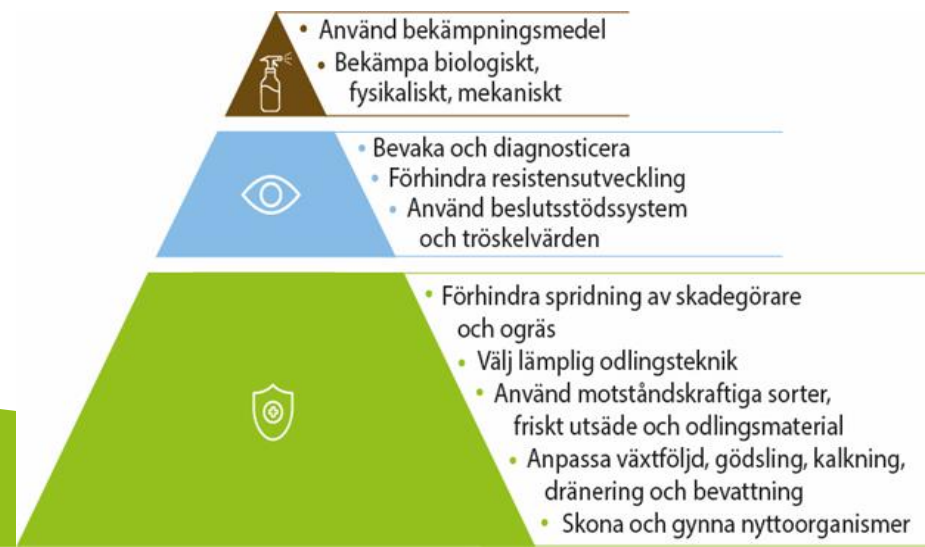 • Använd bekämpningsmedel
• Bekämpa biologiskt,
fysikaliskt, mekaniskt
• Bevaka och diagnosticera
• Förhindra resistensutveckling
• Använd beslutsstödssystem
och tröskelvärden
• Förhindra spridning av skadegörare
och ogräs
• Välj lämplig odlingsteknik
• Använd motståndskraftiga sorter,
friskt utsäde och odlingsmaterial
• Anpassa växtföljd, gödsling, kalkning,
dränering och bevattning
• Skona och gynna nyttoorganismer